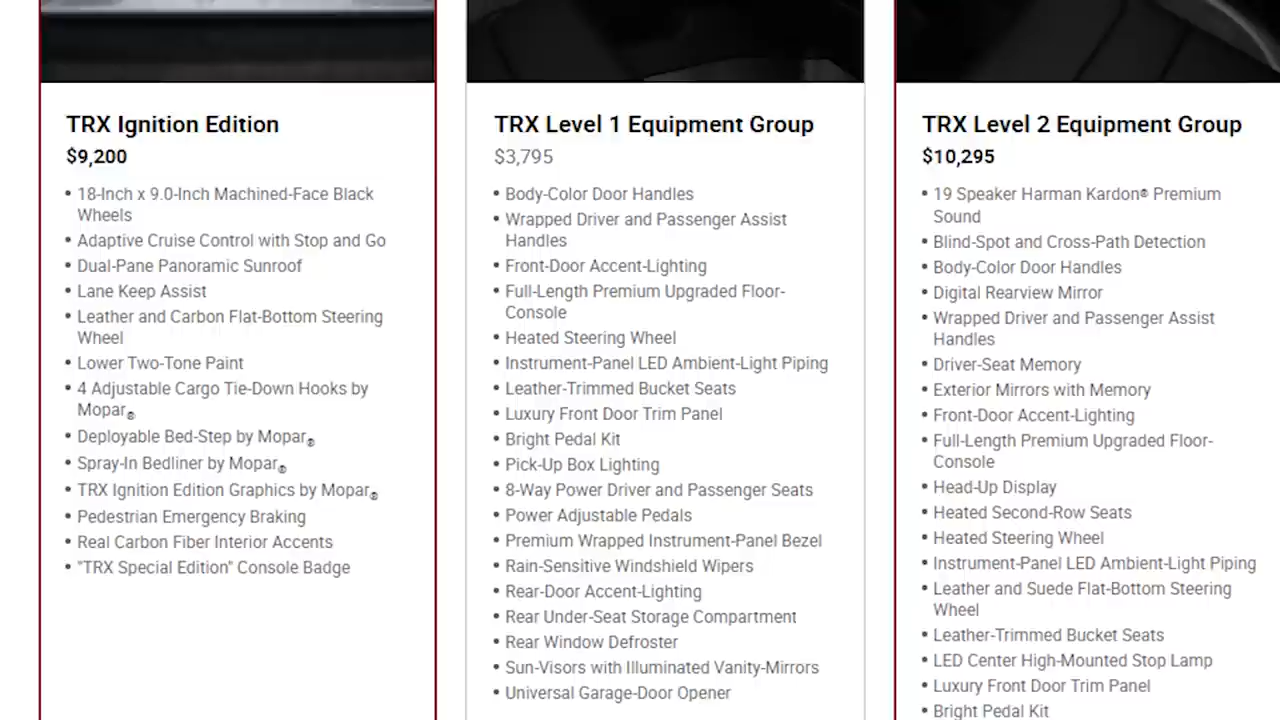 TRX Ignition Edition
$9,200
• 18-Inch x 9.0-Inch Machined-Face Black
Wheels
• Adaptive Cruise Control with Stop and Go
• Dual-Pane Panoramic Sunroof
• Lane Keep Assist
• Leather and Carbon Flat-Bottom Steering
Wheel
• Lower Two-Tone Paint
• 4 Adjustable Cargo Tie-Down Hooks by
Mopar®
• Deployable Bed-Step by Mopar®
• Spray-In Bedliner by Mopar®
• TRX Ignition Edition Graphics by Mopar®
• Pedestrian Emergency Braking
• Real Carbon Fiber Interior Accents
• "TRX Special Edition" Console Badge
TRX Level 1 Equipment Group
$3,795
• Body-Color Door Handles
• Wrapped Driver and Passenger Assist
Handles
• Front-Door Accent-Lighting
• Full-Length Premium Upgraded Floor-
Console
• Heated Steering Wheel
• Instrument-Panel LED Ambient-Light Piping
• Leather-Trimmed Bucket Seats
• Luxury Front Door Trim Panel
• Bright Pedal Kit
• Pick-Up Box Lighting
• 8-Way Power Driver and Passenger Seats
• Power Adjustable Pedals
• Premium Wrapped Instrument-Panel Bezel
• Rain-Sensitive Windshield Wipers
• Rear-Door Accent-Lighting
• Rear Under-Seat Storage Compartment
• Rear Window Defroster
• Sun-Visors with Illuminated Vanity-Mirrors
• Universal Garage-Door Opener
TRX Level 2 Equipment Group
$10,295
• 19 Speaker Harman Kardon® Premium
Sound
• Blind-Spot and Cross-Path Detection
• Body-Color Door Handles
• Digital Rearview Mirror
• Wrapped Driver and Passenger Assist
Handles
• Driver-Seat Memory
• Exterior Mirrors with Memory
• Front-Door Accent-Lighting
• Full-Length Premium Upgraded Floor-
Console
• Head-Up Display
• Heated Second-Row Seats
• Heated Steering Wheel
• Instrument-Panel LED Ambient-Light Piping
• Leather and Suede Flat-Bottom Steering
Wheel
• Leather-Trimmed Bucket Seats
• LED Center High-Mounted Stop Lamp
• Luxury Front Door Trim Panel
• Bright Pedal Kit